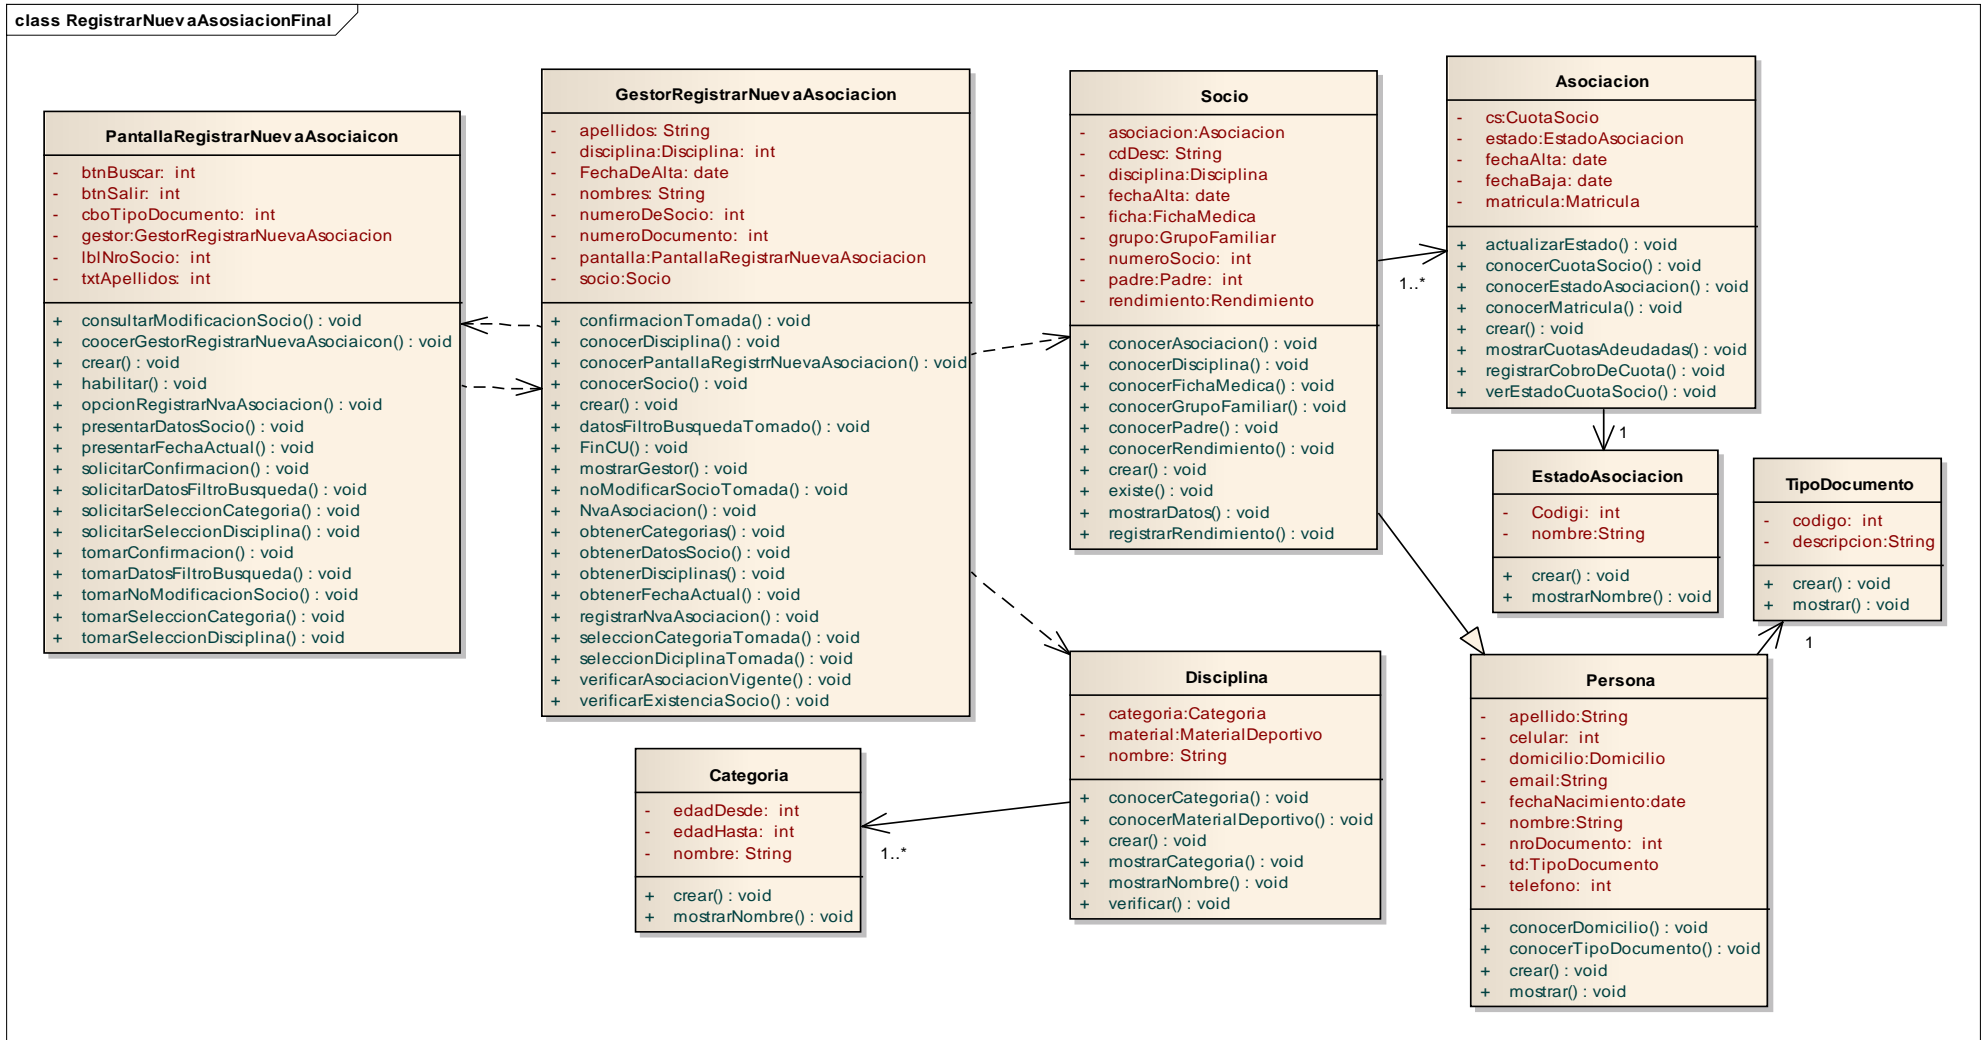 class RegistrarNuevaAsosiacionFinal
PantallaRegistrarNuevaAsociaicon
- btnBuscar: int
- btnSalir: int
- cboTipoDocumento: int
- gestor:GestorRegistrarNuevaAsociacion
- lblNroSocio: int
- txtApellidos: int
+ consultarModificacionSocio() : void
+ coocerGestorRegistrarNuevaAsociaicon() : void
+ crear() : void
+ habilitar() : void
+ opcionRegistrarNvaAsociacion() : void
+ presentarDatosSocio() : void
+ presentarFechaActual() : void
+ solicitarConfirmacion() : void
+ solicitarDatosFiltroBusqueda() : void
+ solicitarSeleccionCategoria() : void
+ solicitarSeleccionDisciplina() : void
+ tomarConfirmacion() : void
+ tomarDatosFiltroBusqueda() : void
+ tomarNoModificacionSocio() : void
+ tomarSeleccionCategoria() : void
+ tomarSeleccionDisciplina() : void
GestorRegistrarNuevaAsociacion
- apellidos: String
- disciplina:Disciplina: int
- FechaDeAlta: date
- nombres: String
- numeroDeSocio: int
- numeroDocumento: int
- pantalla:PantallaRegistrarNuevaAsociacion
- socio:Socio
+ confirmacionTomada() : void
+ conocerDisciplina() : void
+ conocerPantallaRegistrrNuevaAsociacion() : void
+ conocerSocio() : void
+ crear() : void
+ datosFiltroBusquedaTomado() : void
+ FinCU() : void
+ mostrarGestor() : void
+ noModificarSocioTomada() : void
+ NvaAsociacion() : void
+ obtenerCategorias() : void
+ obtenerDatosSocio() : void
+ obtenerDisciplinas() : void
+ obtenerFechaActual() : void
+ registrarNvaAsociacion() : void
+ seleccionCategoriaTomada() : void
+ seleccionDiciplinaTomada() : void
+ verificarAsociacionVigente() : void
+ verificarExistenciaSocio() : void
Socio
- asociacion:Asociacion
- cdDesc: String
- disciplina:Disciplina
- fechaAlta: date
- ficha:FichaMedica
- grupo:GrupoFamiliar
- numeroSocio: int
- padre:Padre: int
- rendimiento:Rendimiento
+ conocerAsociacion() : void
+ conocerDisciplina() : void
+ conocerFichaMedica() : void
+ conocerGrupoFamiliar() : void
+ conocerPadre() : void
+ conocerRendimiento() : void
+ crear() : void
+ existe() : void
+ mostrarDatos() : void
+ registrarRendimiento() : void
1..*
Asociacion
- cs:CuotaSocio
- estado:EstadoAsociacion
- fechaAlta: date
- fechaBaja: date
- matricula:Matricula
+ actualizarEstado() : void
+ conocerCuotaSocio() : void
+ conocerEstadoAsociacion() : void
+ conocerMatricula() : void
+ crear() : void
+ mostrarCuotasAdeudadas() : void
+ registrarCobroDeCuota() : void
+ verEstadoCuotaSocio() : void
1
EstadoAsociacion
- Codigi: int
- nombre:String
+ crear() : void
+ mostrarNombre() : void
TipoDocumento
- codigo: int
- descripcion:String
+ crear() : void
+ mostrar() : void
1
Persona
- apellido:String
- celular: int
- domicilio:Domicilio
- email:String
- fechaNacimiento:date
- nombre:String
- nroDocumento: int
- td:TipoDocumento
- telefono: int
+ conocerDomicilio() : void
+ conocerTipoDocumento() : void
+ crear() : void
+ mostrar() : void
Disciplina
- categoria:Categoria
- material:MaterialDeportivo
- nombre: String
+ conocerCategoria() : void
+ conocerMaterialDeportivo() : void
+ crear() : void
+ mostrarCategoria() : void
+ mostrarNombre() : void
+ verificar() : void
1..*
Categoria
- edadDesde: int
- edadHasta: int
- nombre: String
+ crear() : void
+ mostrarNombre() : void